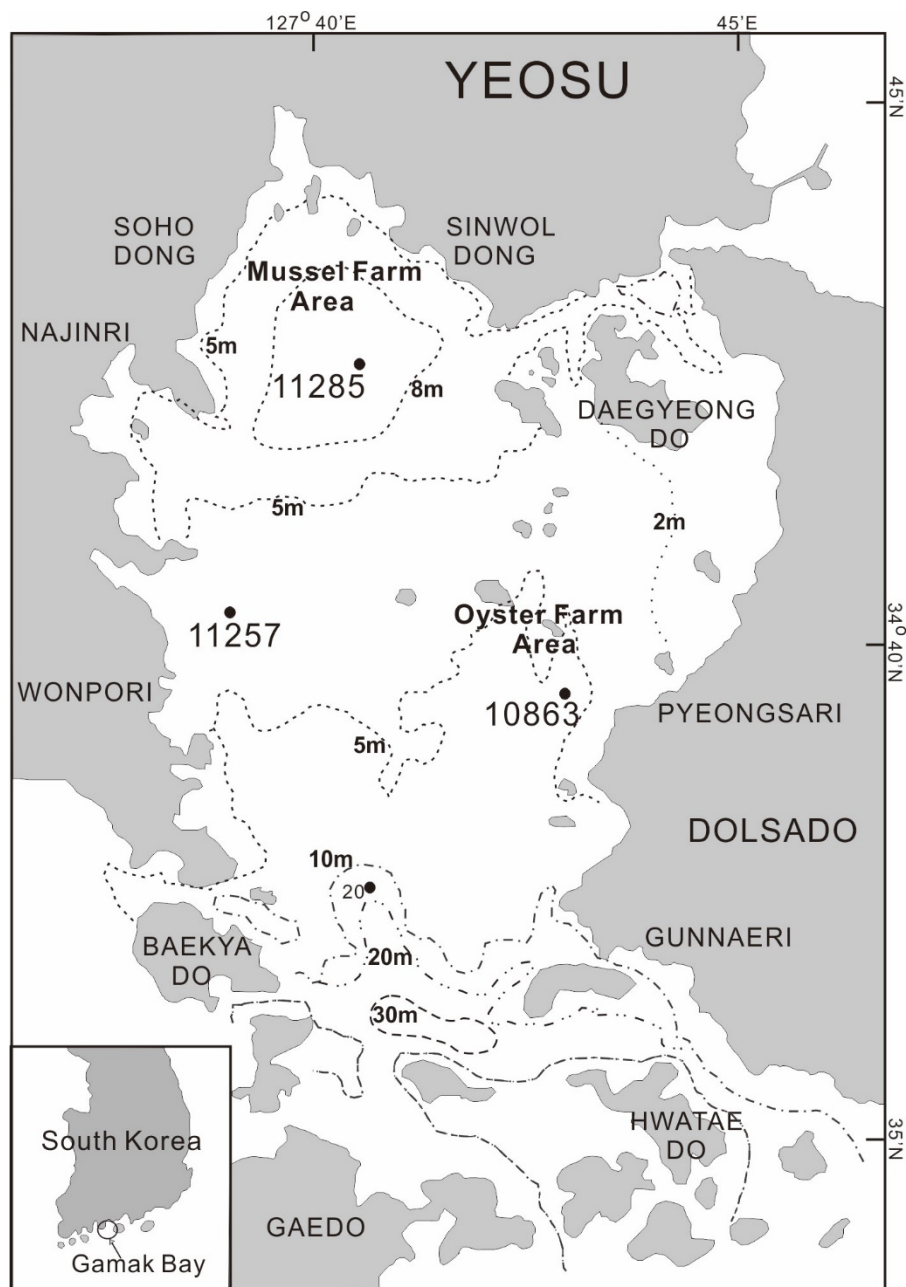 127° 40'E
45'E
YEOSU
45'N
SOHO
DONG
SINWOL
DONG
Mussel Farm
Area
NAJINRI
5m
11285
8m
DAEGYEONG
DO
5m
2m
11257
Oyster Farm
Area
34° 40'N
WONPORI
10863
PYEONGSARI
5m
DOLSADO
10m
20
GUNNAERI
BAEKYA
DO
20m
30m
South Korea
HWATAE
DO
35'N
GAEDO
Gamak Bay